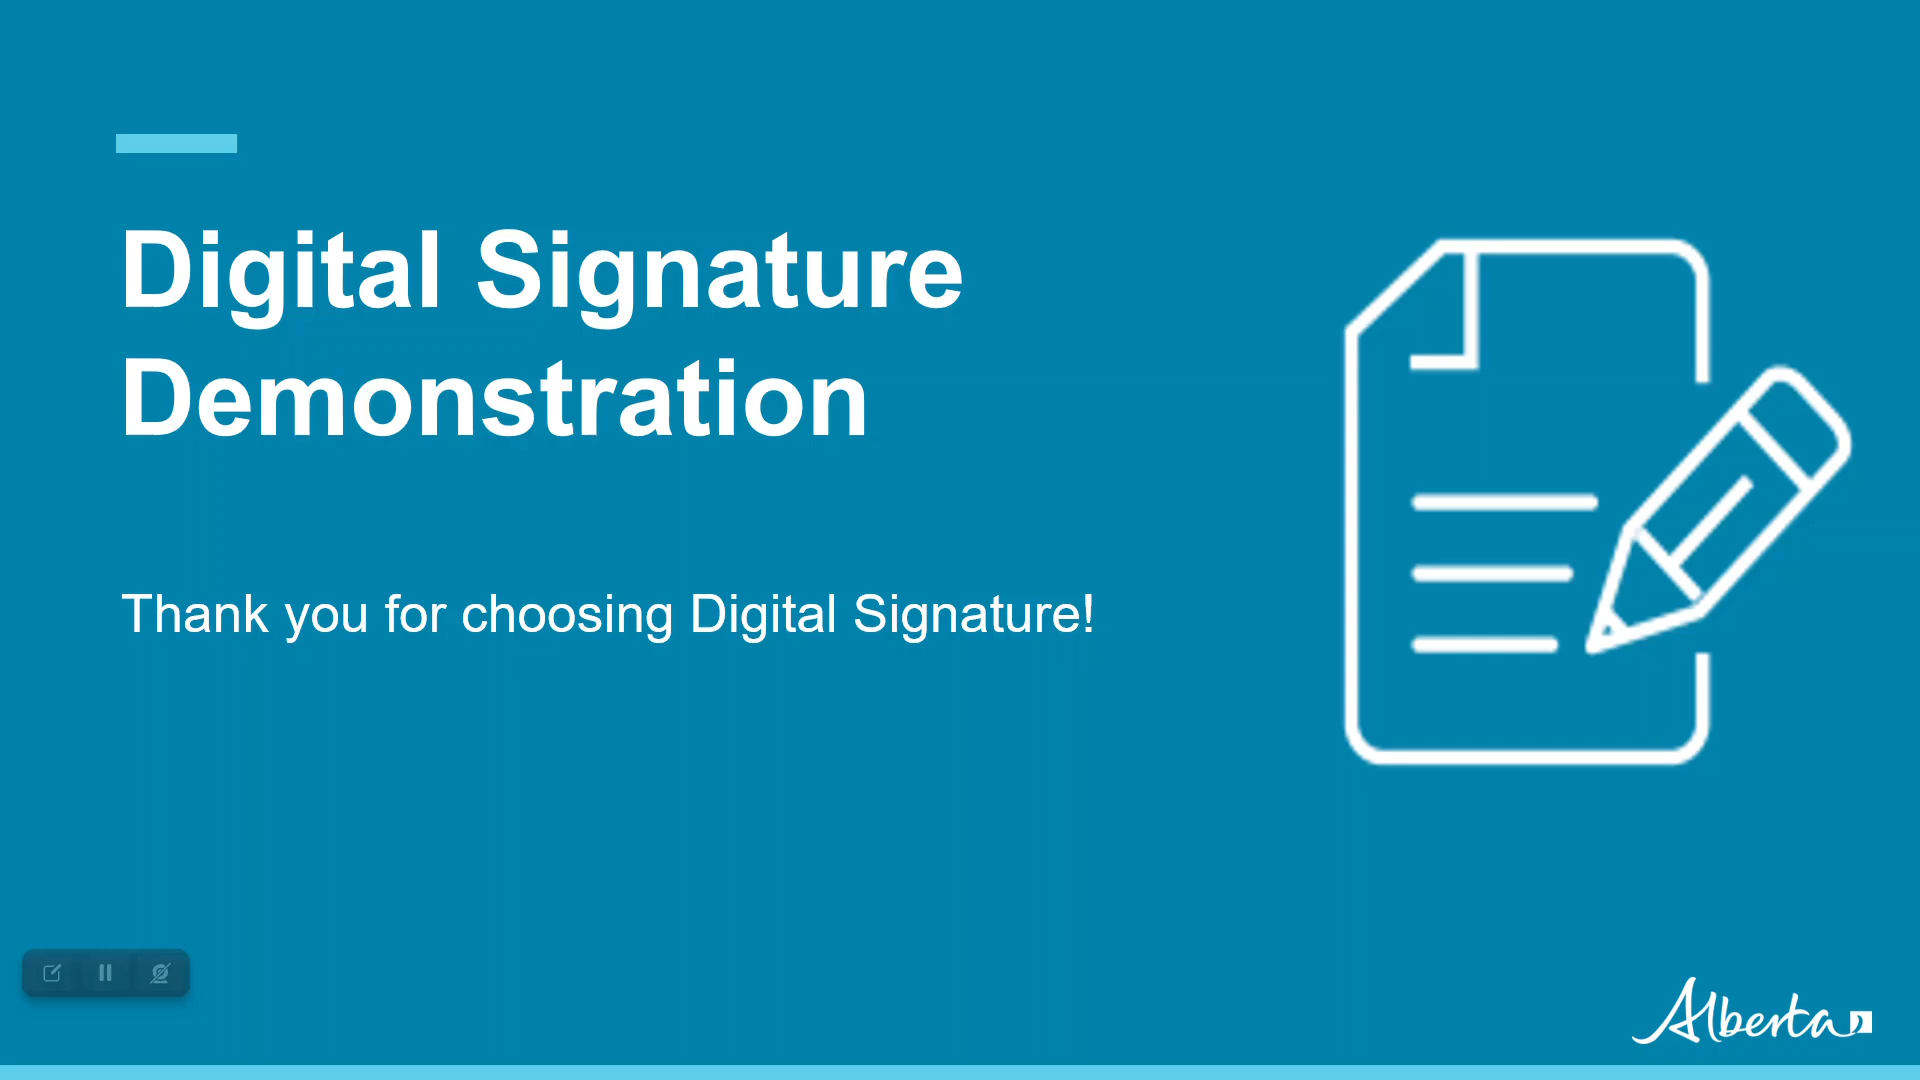 Digital Signature
Demonstration
Thank you for choosing Digital Signature!
Alberta